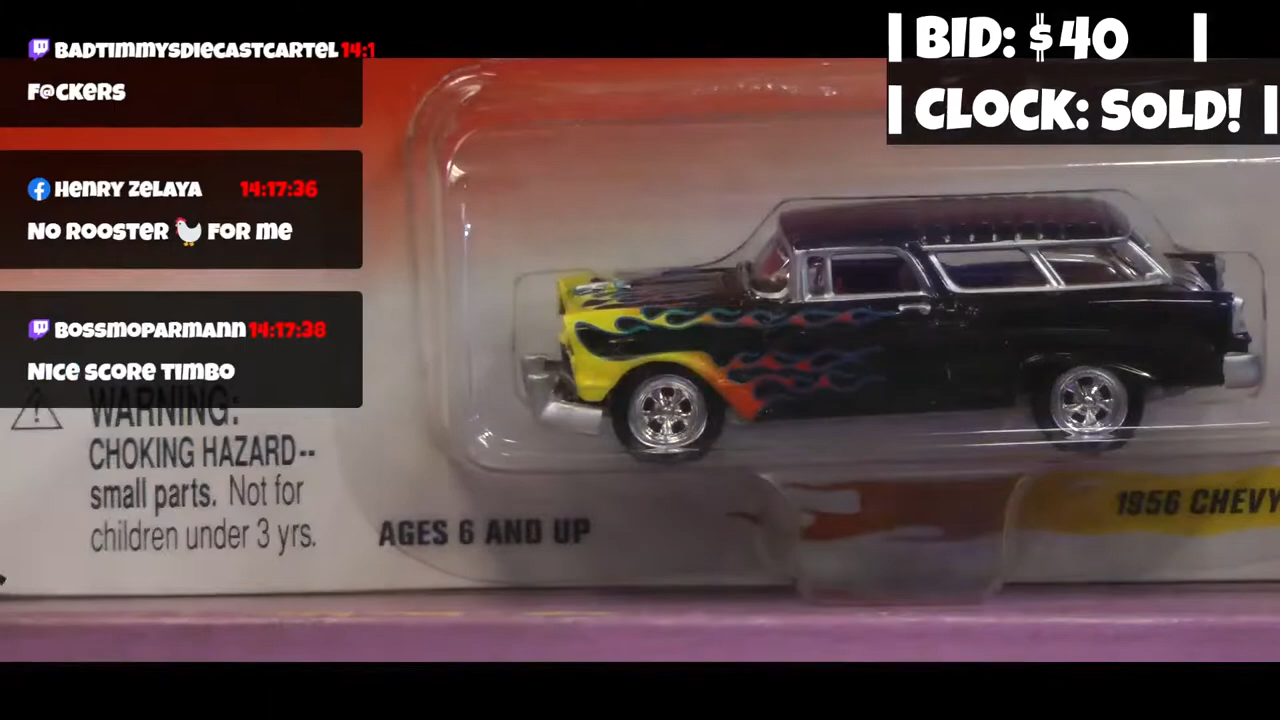 BADTIMMYSDIECASTCARTEL 14:1
F@CKERS
HENRY ZELAYA 14:17:36
NO ROOSTER 🐓 FOR ME
BOSSMOPARMANN 14:17:38
NICE SCORE TIMBO
| BID: $40 |
| CLOCK: SOLD! |
WARNING:
CHOKING HAZARD--
small parts. Not for
children under 3 yrs.
AGES 6 AND UP
1956 CHEVY